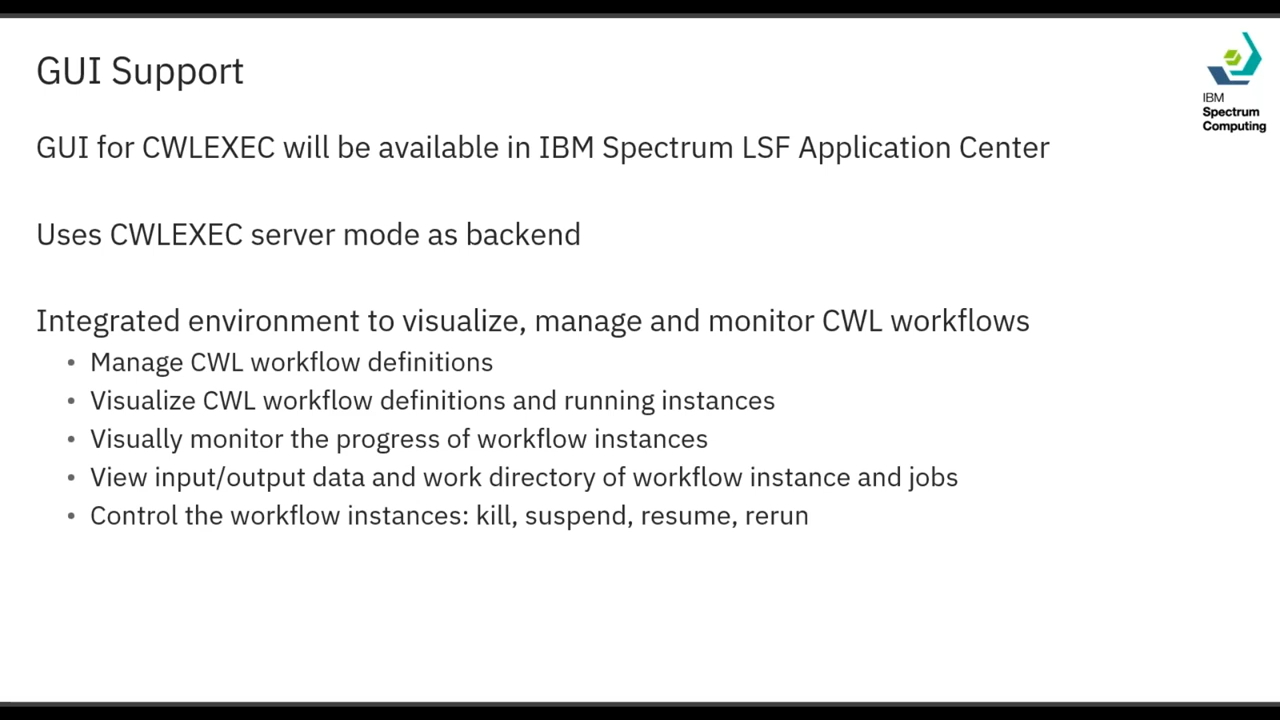 GUI Support
IBM
Spectrum
Computing
GUI for CWLEXEC will be available in IBM Spectrum LSF Application Center
Uses CWLEXEC server mode as backend
Integrated environment to visualize, manage and monitor CWL workflows
• Manage CWL workflow definitions
• Visualize CWL workflow definitions and running instances
• Visually monitor the progress of workflow instances
• View input/output data and work directory of workflow instance and jobs
• Control the workflow instances: kill, suspend, resume, rerun